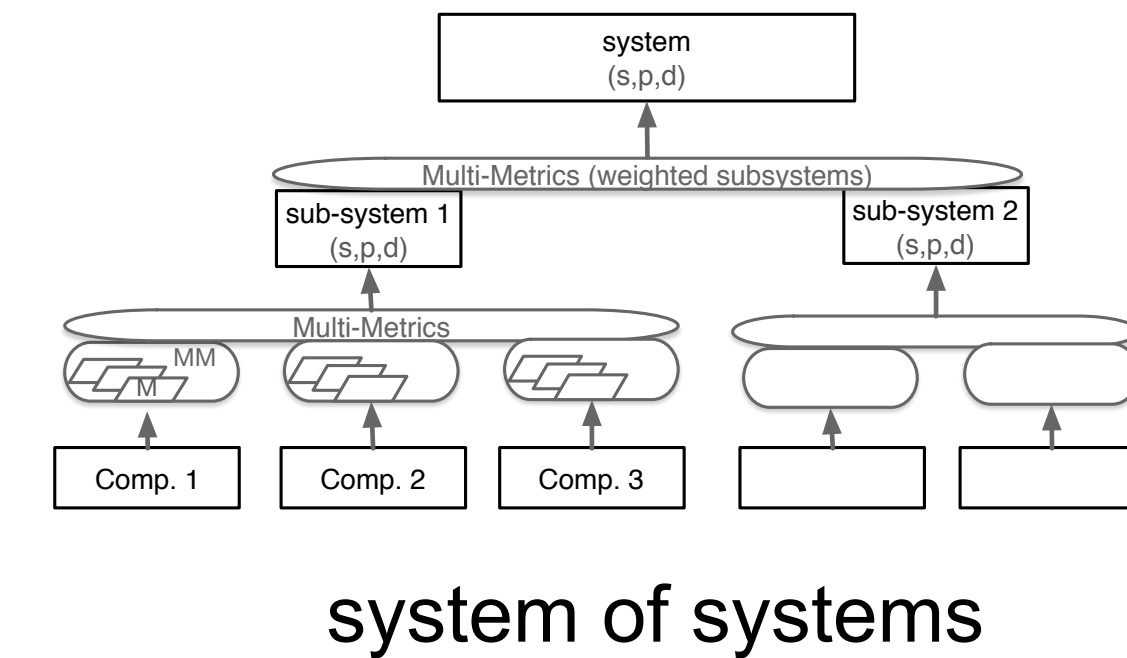 system
(s,p,d)
Multi-Metrics (weighted subsystems)
sub-system 1
(s,p,d)
sub-system 2
(s,p,d)
Multi-Metrics
MM
M
Comp. 1
Comp. 2
Comp. 3
system of systems